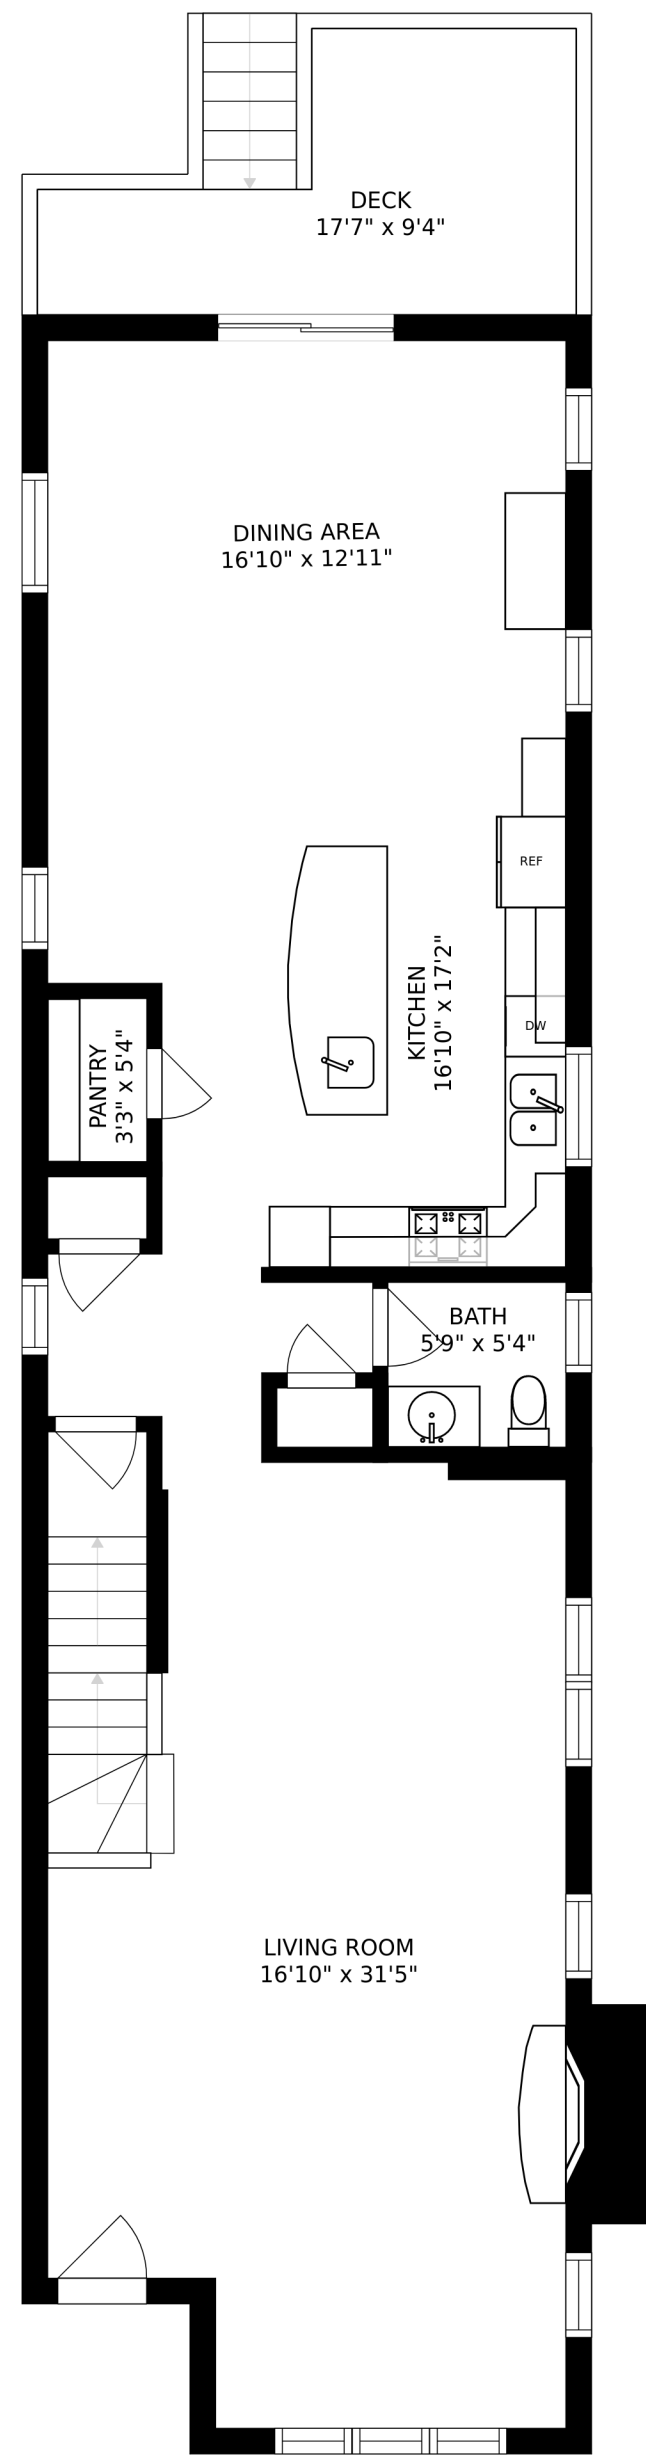 DECK
17'7" x 9'4"
DINING AREA
16'10" x 12'11"
REF
KITCHEN
16'10" x 17'2"
DW
PANTRY
3'3" x 5'4"
BATH
5'9" x 5'4"
LIVING ROOM
16'10" x 31'5"